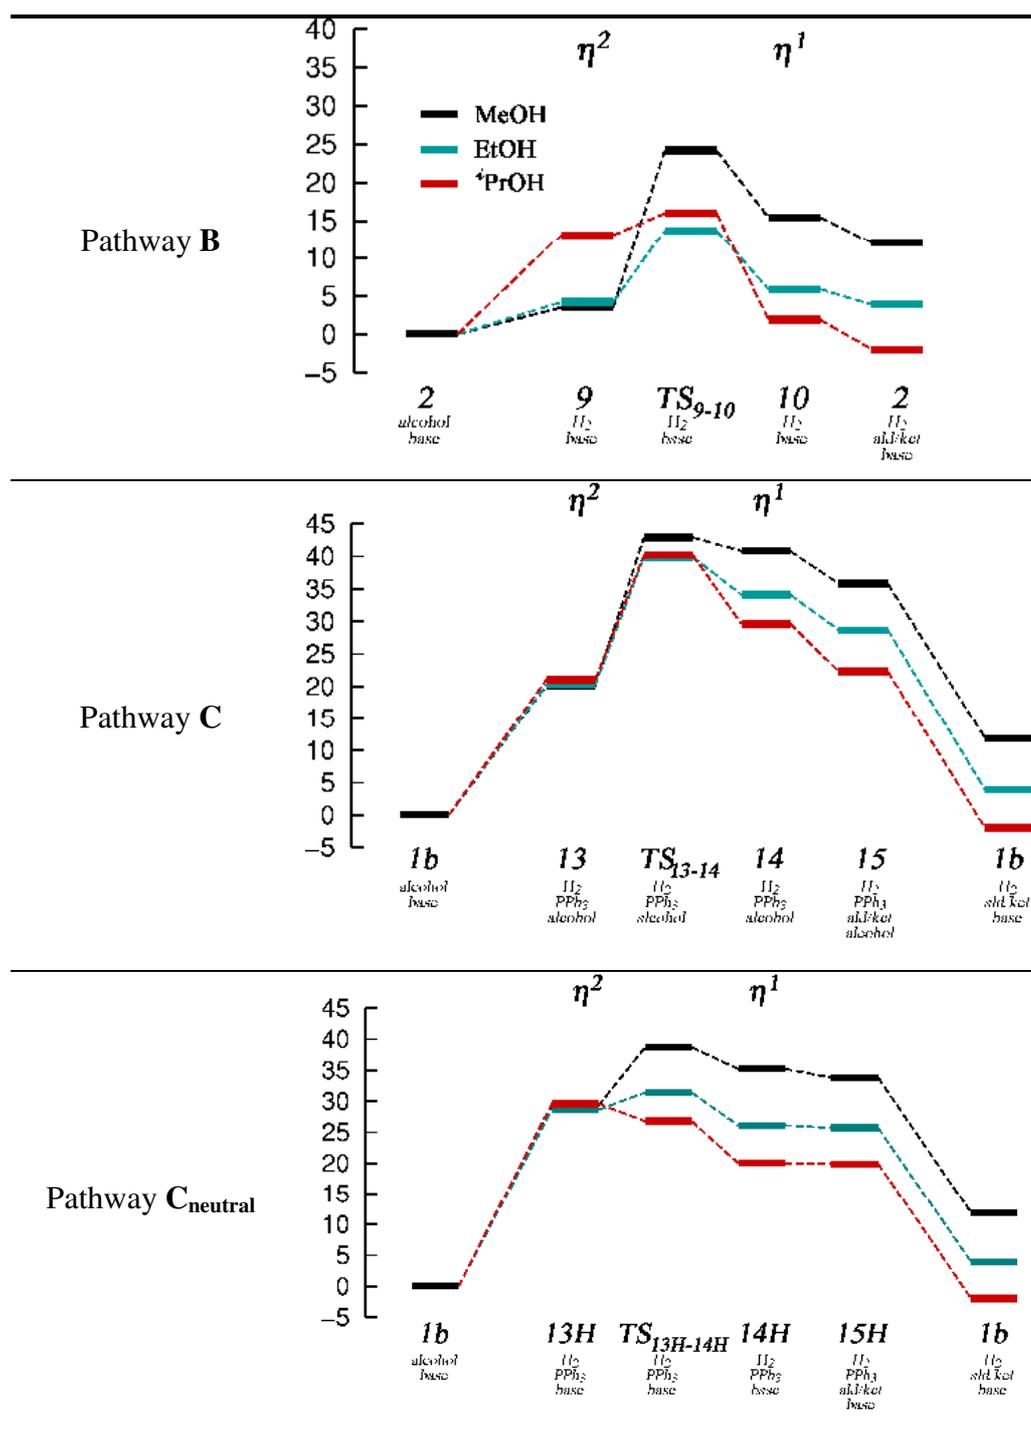 40
η² η¹
35
30
MeOH
25
EtOH
20
ⁱPrOH
15
Pathway B
10
5
0
−5
2 9 TS9-10 10 2
alcohol H2 H2 H2 H2
base base base base ald/ket
base
η² η¹
45
40
35
30
25
20
Pathway C
15
10
5
0
−5
1b 13 TS13-14 14 15 1b
alcohol H2 H2 H2 H2 H2
base PPh3 PPh3 PPh3 PPh3 ald/ket
alcohol alcohol alcohol ald/ket base
alcohol
η² η¹
45
40
35
30
25
20
Pathway Cneutral
15
10
5
0
−5
1b 13H TS13H-14H 14H 15H 1b
alcohol H2 H2 H2 H2 H2
base PPh3 PPh3 PPh3 PPh3 ald/ket
base base base ald/ket base
base